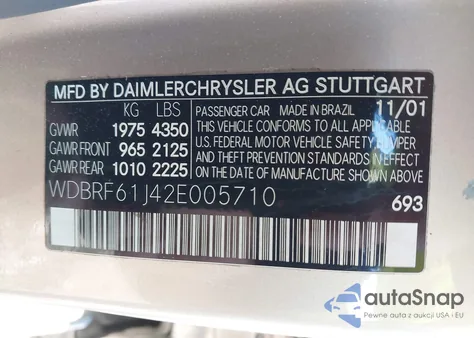 MFD BY DAIMLERCHRYSLER AG STUTTGART
KG LBS
GVWR 1975 4350
GAWR FRONT 965 2125
GAWR REAR 1010 2225
PASSENGER CAR MADE IN BRAZIL 11/01
THIS VEHICLE CONFORMS TO ALL APPLICABLE
U.S. FEDERAL MOTOR VEHICLE SAFETY BUMPER
AND THEFT PREVENTION STANDARDS IN EFFECT
ON THE DATE OF MANUFACTURE SHOWN ABOVE
WDBRF61J42E005710
693
autoSnap
Pewne auta z aukcji USA i EU